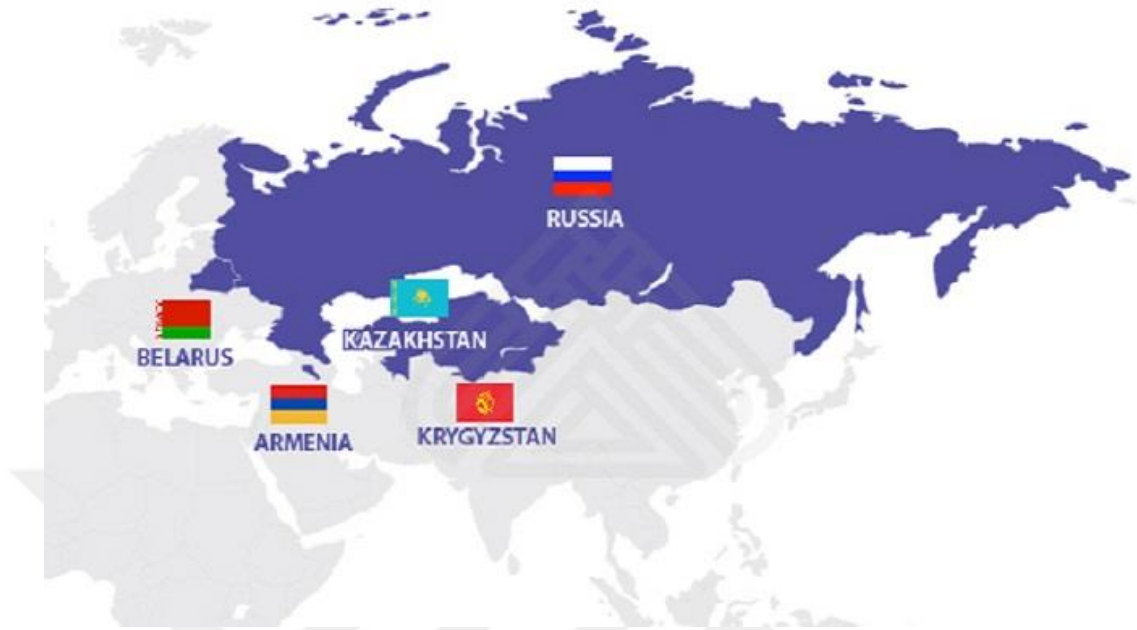 RUSSIA
KAZAKHSTAN
BELARUS
ARMENIA
KRYGYZSTAN